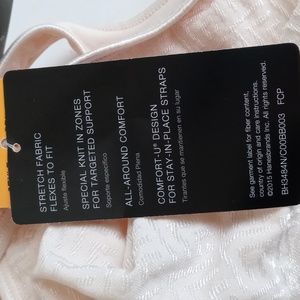 STRETCH FABRIC
FLEXES TO FIT
Ajuste flexible
SPECIAL KNIT IN ZONES
FOR TARGETED SUPPORT
Soporte específico
ALL-AROUND COMFORT
Comodidad Plena
COMFORT-U® DESIGN
FOR STAY-IN-PLACE STRAPS
Tirantes que se mantienen en su lugar
See garment label for fiber content,
country of origin and care instructions.
©2015 Hanesbrands Inc. All rights reserved.
BH3484N/C00BB003 FCP